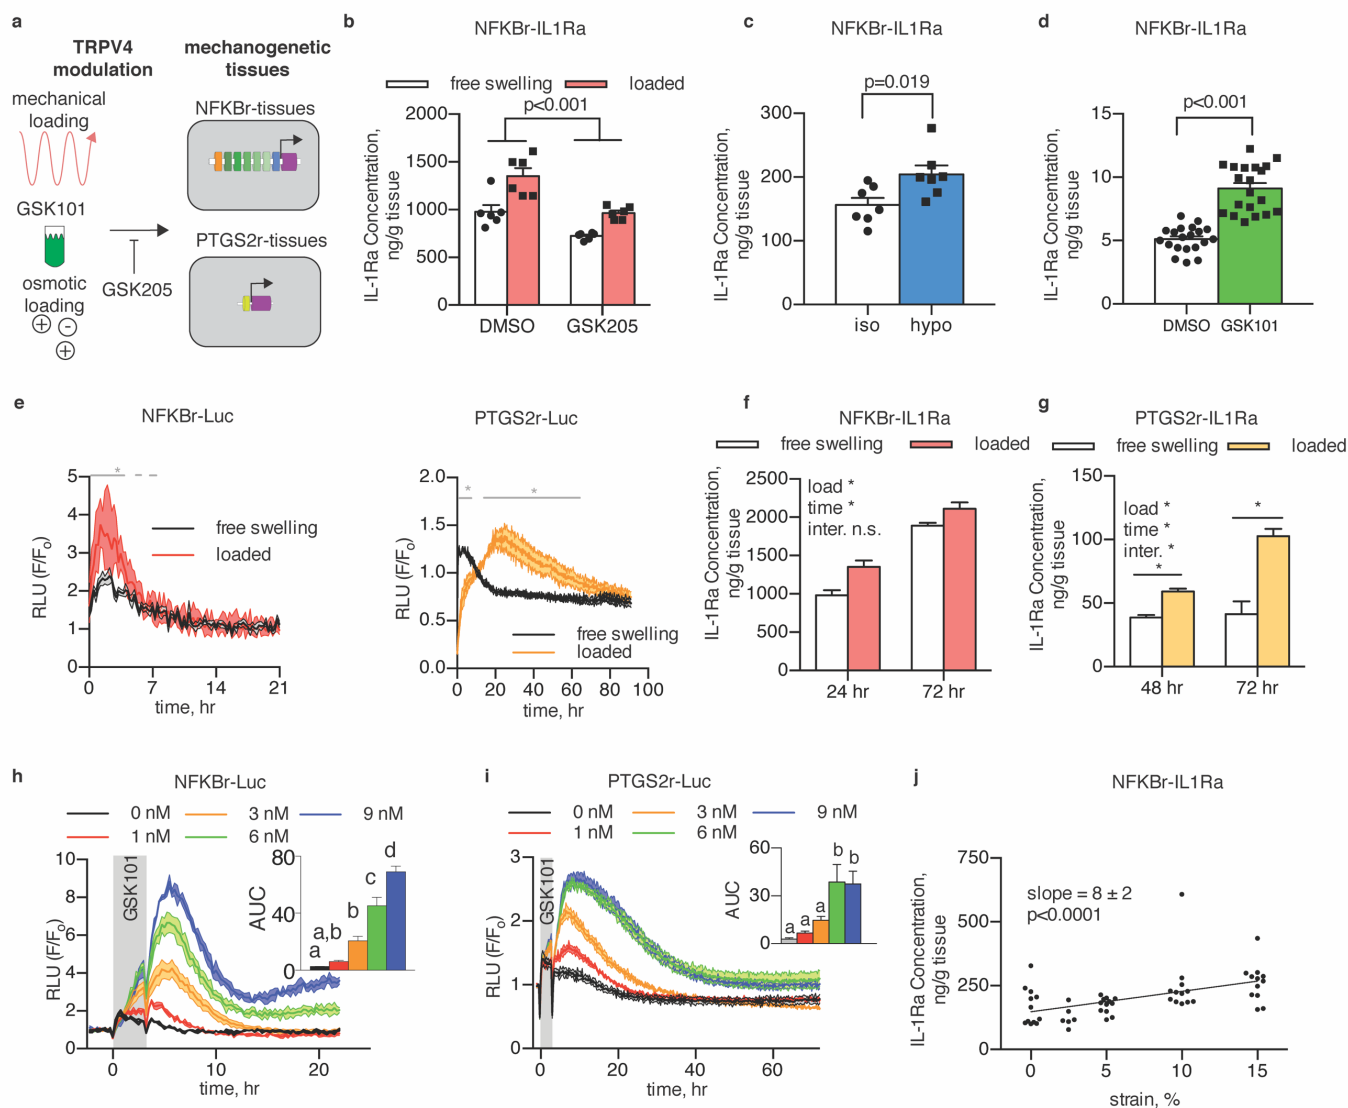 a
TRPV4
modulation
mechanogenetic
tissues
mechanical
loading
GSK101
osmotic
loading
+
-
+
GSK205
NFKBr-tissues
PTGS2r-tissues
b
NFKBr-IL1Ra
free swelling
loaded
p<0.001
IL-1Ra Concentration,
ng/g tissue
2000
1500
1000
500
0
DMSO
GSK205
c
NFKBr-IL1Ra
p=0.019
IL-1Ra Concentration,
ng/g tissue
300
200
100
0
iso
hypo
d
NFKBr-IL1Ra
p<0.001
IL-1Ra Concentration,
ng/g tissue
15
10
5
0
DMSO
GSK101
e
NFKBr-Luc
*
free swelling
loaded
RLU (F/Fo)
5
4
3
2
1
0
0 7 14 21
time, hr
PTGS2r-Luc
* *
free swelling
loaded
RLU (F/Fo)
2.0
1.5
1.0
0.5
0.0
0 20 40 60 80 100
time, hr
f
NFKBr-IL1Ra
free swelling
loaded
load *
time *
inter. n.s.
IL-1Ra Concentration,
ng/g tissue
2500
2000
1500
1000
500
0
24 hr
72 hr
g
PTGS2r-IL1Ra
free swelling
loaded
load *
time *
inter. *
*
*
IL-1Ra Concentration,
ng/g tissue
150
100
50
0
48 hr
72 hr
h
NFKBr-Luc
0 nM
3 nM
9 nM
1 nM
6 nM
GSK101
RLU (F/Fo)
10
8
6
4
2
0
0 10 20
time, hr
AUC
80
40
0
a
a,b
b
c
d
i
PTGS2r-Luc
0 nM
3 nM
9 nM
1 nM
6 nM
GSK101
RLU (F/Fo)
3
2
1
0
0 20 40 60
time, hr
AUC
60
30
0
a
a
a
b
b
j
NFKBr-IL1Ra
slope = 8 ± 2
p<0.0001
IL-1Ra Concentration,
ng/g tissue
750
500
250
0
0 5 10 15
strain, %